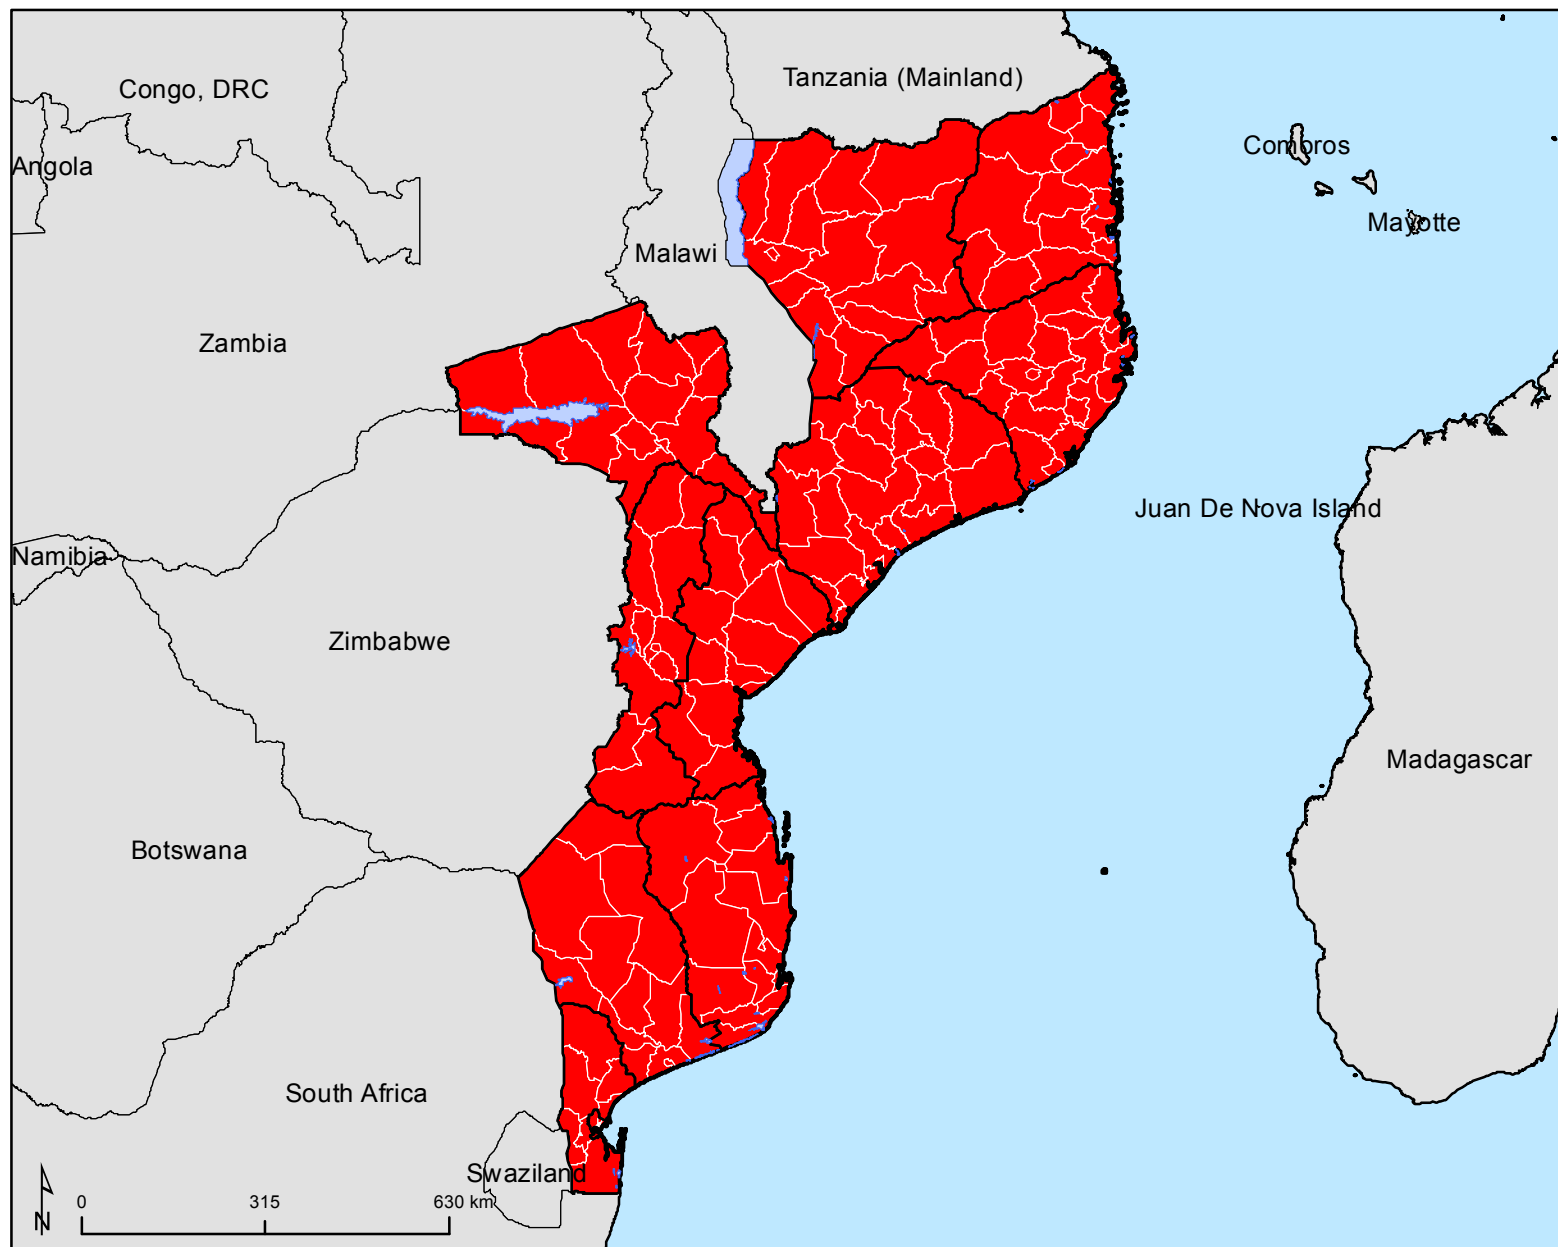 Tanzania (Mainland)
Congo, DRC
Comoros
Angola
Mayotte
Malawi
Zambia
Juan De Nova Island
Namibia
Zimbabwe
Madagascar
Botswana
South Africa
Swaziland
0 315 630 km
N